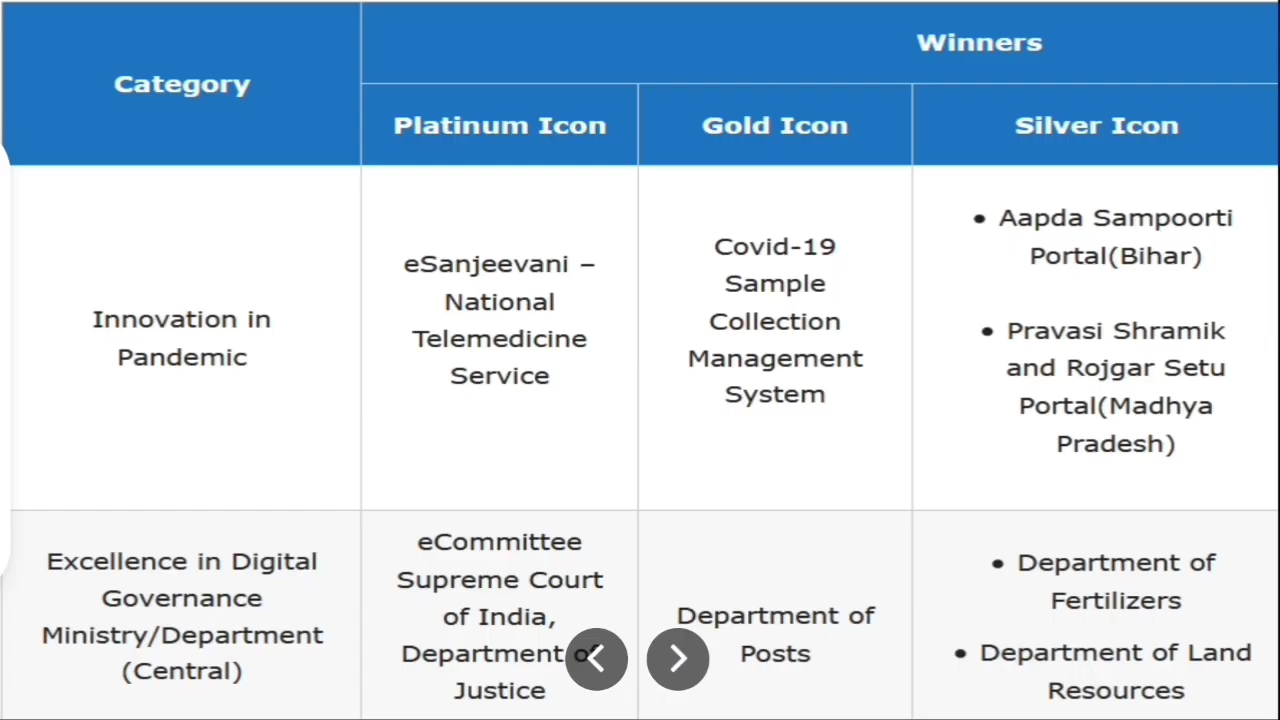 Category
Winners
Platinum Icon
Gold Icon
Silver Icon
Innovation in
Pandemic
eSanjeevani –
National
Telemedicine
Service
Covid-19
Sample
Collection
Management
System
• Aapda Sampoorti
Portal(Bihar)
• Pravasi Shramik
and Rojgar Setu
Portal(Madhya
Pradesh)
Excellence in Digital
Governance
Ministry/Department
(Central)
eCommittee
Supreme Court
of India,
Department of
Justice
Department of
Posts
• Department of
Fertilizers
• Department of Land
Resources